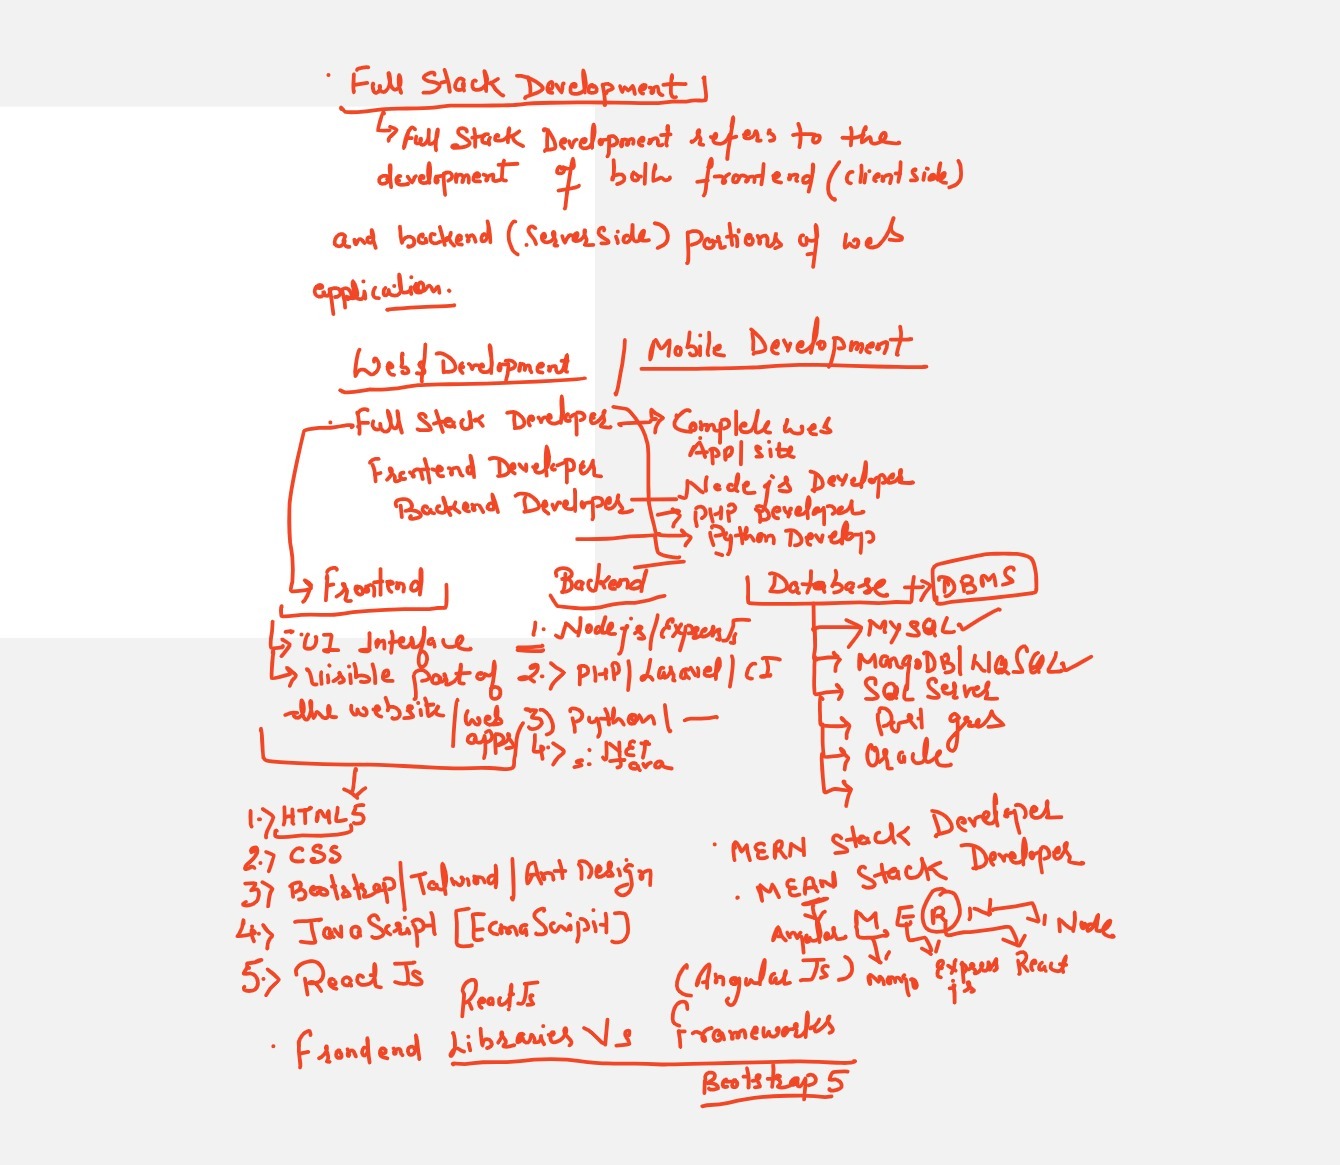 Full Stack Development
Full Stack Development refers to the
development of both frontend (client side)
and backend (Server Side) portions of web
application.
Web Development / Mobile Development
Full Stack Developer → Complete Web
App|site
Frontend Developer
Backend Developer
Node js Developer
→ PHP Developer
→ Python Develop
→ Frontend
→ UI Interface
→ Visible part of
the website / web
apps
Backend
1. Node js/Express
2.> PHP|Laravel|CI
3) Python| —
4.> .NET
5. Java
Database → DBMS
→ MySQL ✓
→ MongoDB|NOSQL ✓
→ SQL Server
→ Post gres
→ Oracle
→
1.> HTML5
2.> CSS
3) Bootstrap|Tailwind|Ant Design
4.> JavaScript [EcmaScript]
5.> React Js
· MERN Stack Developer
· MEAN Stack Developer
Angular M E R N → Node
(Angular Js) Mongo express js React
ReactJs
· Frondend Libraries Vs Frameworks
Bootstrap 5